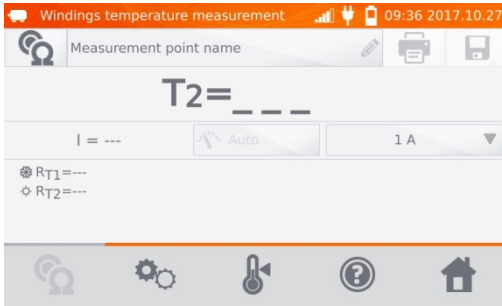 Windings temperature measurement 09:36 2017.10.27
Measurement point name
T2=_ _ _
I = --- Auto 1 A
RT1=---
RT2=---